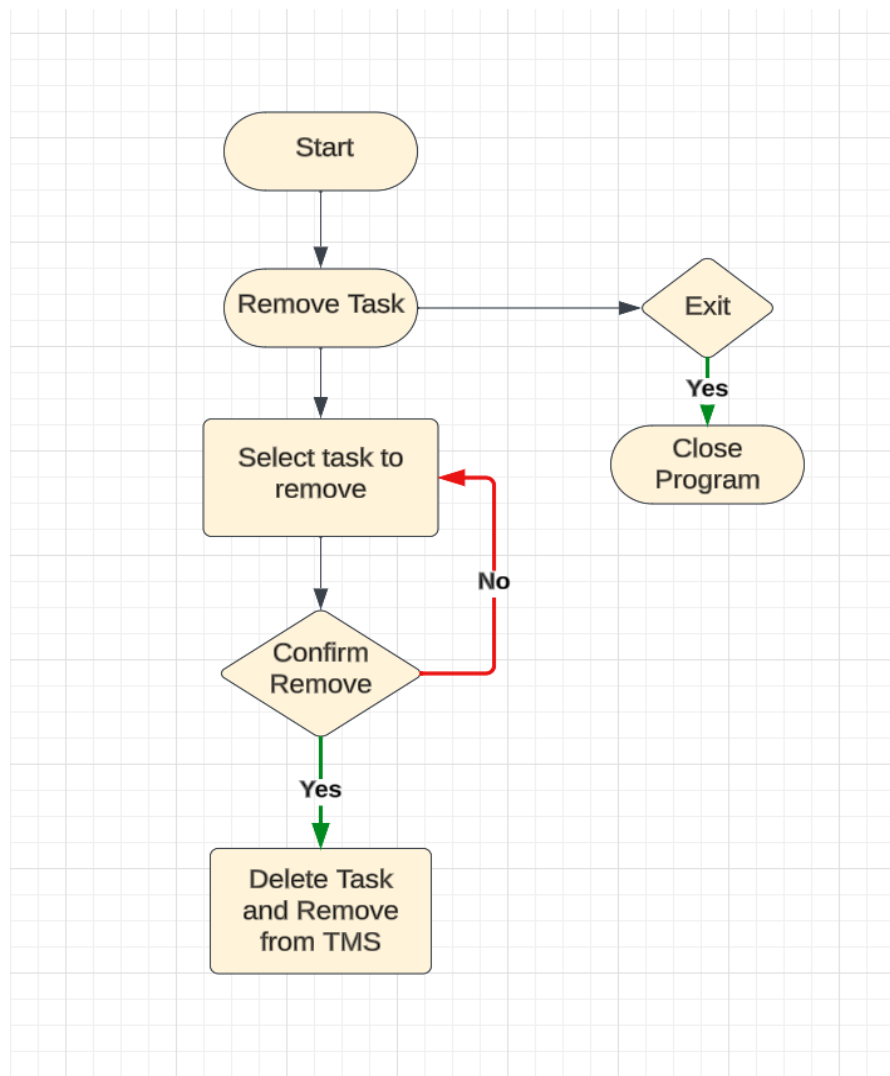 Start
Remove Task
Exit
Yes
Close
Program
Select task to
remove
No
Confirm
Remove
Yes
Delete Task
and Remove
from TMS